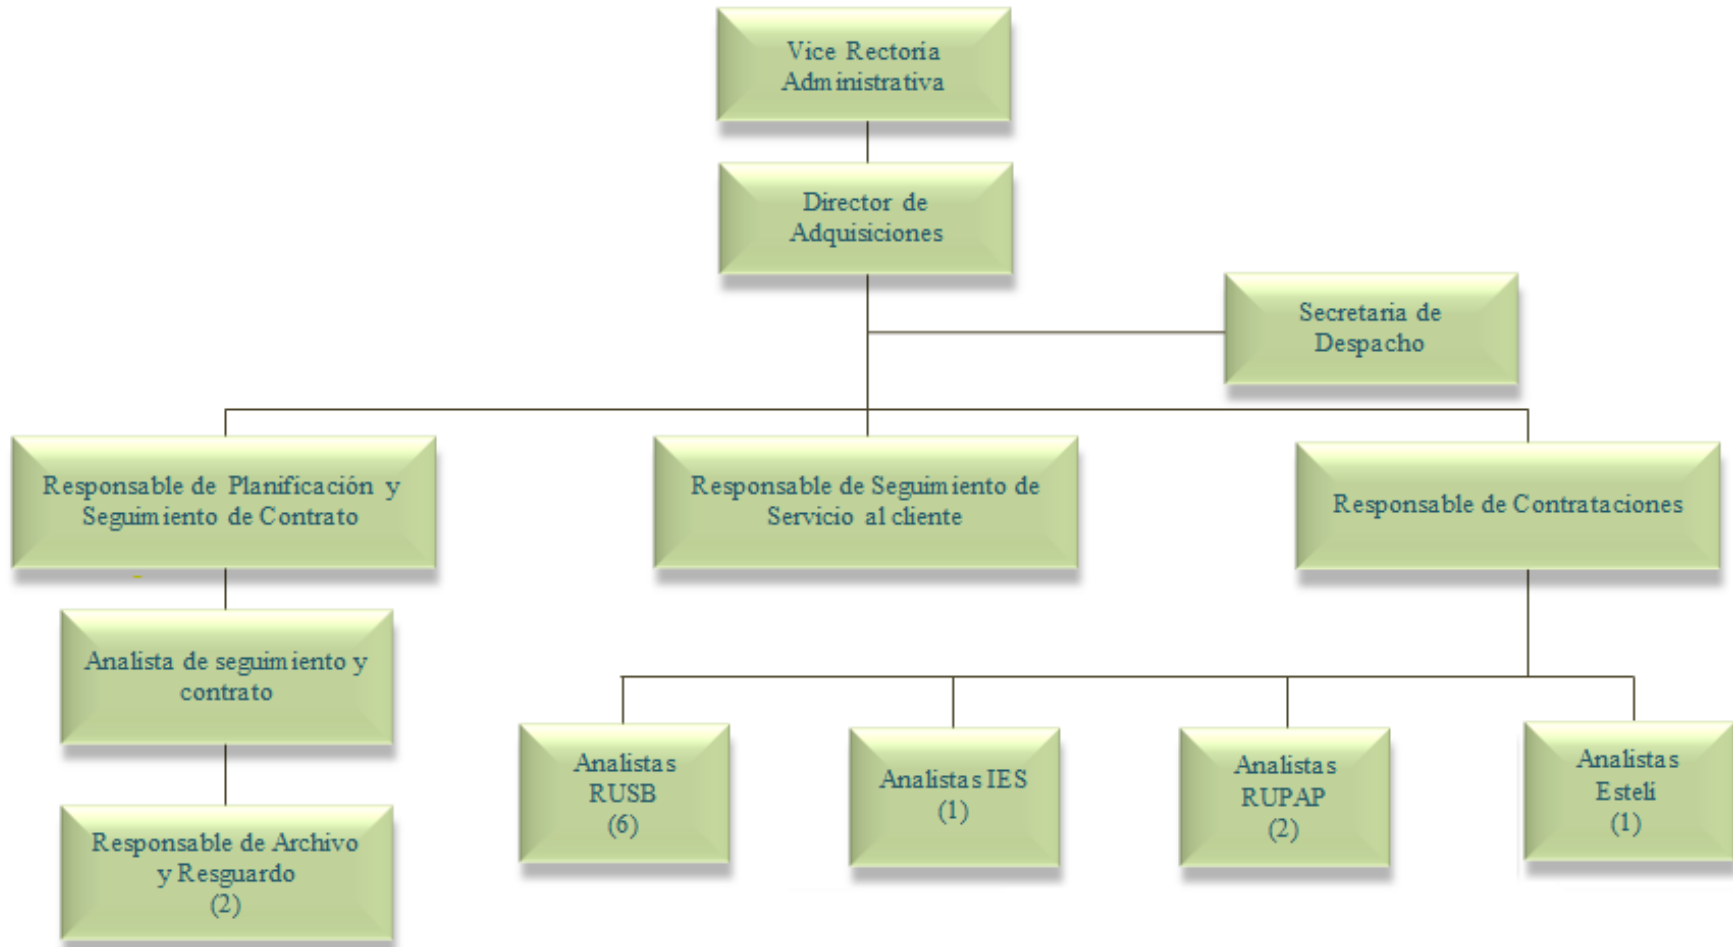 Vice Rectoría
Administrativa
Director de
Adquisiciones
Secretaria de
Despacho
Responsable de Planificación y
Seguimiento de Contrato
Responsable de Seguimiento de
Servicio al cliente
Responsable de Contrataciones
Analista de seguimiento y
contrato
Analistas
RUSB
(6)
Analistas IES
(1)
Analistas
RUPAP
(2)
Analistas
Estelí
(1)
Responsable de Archivo
y Resguardo
(2)